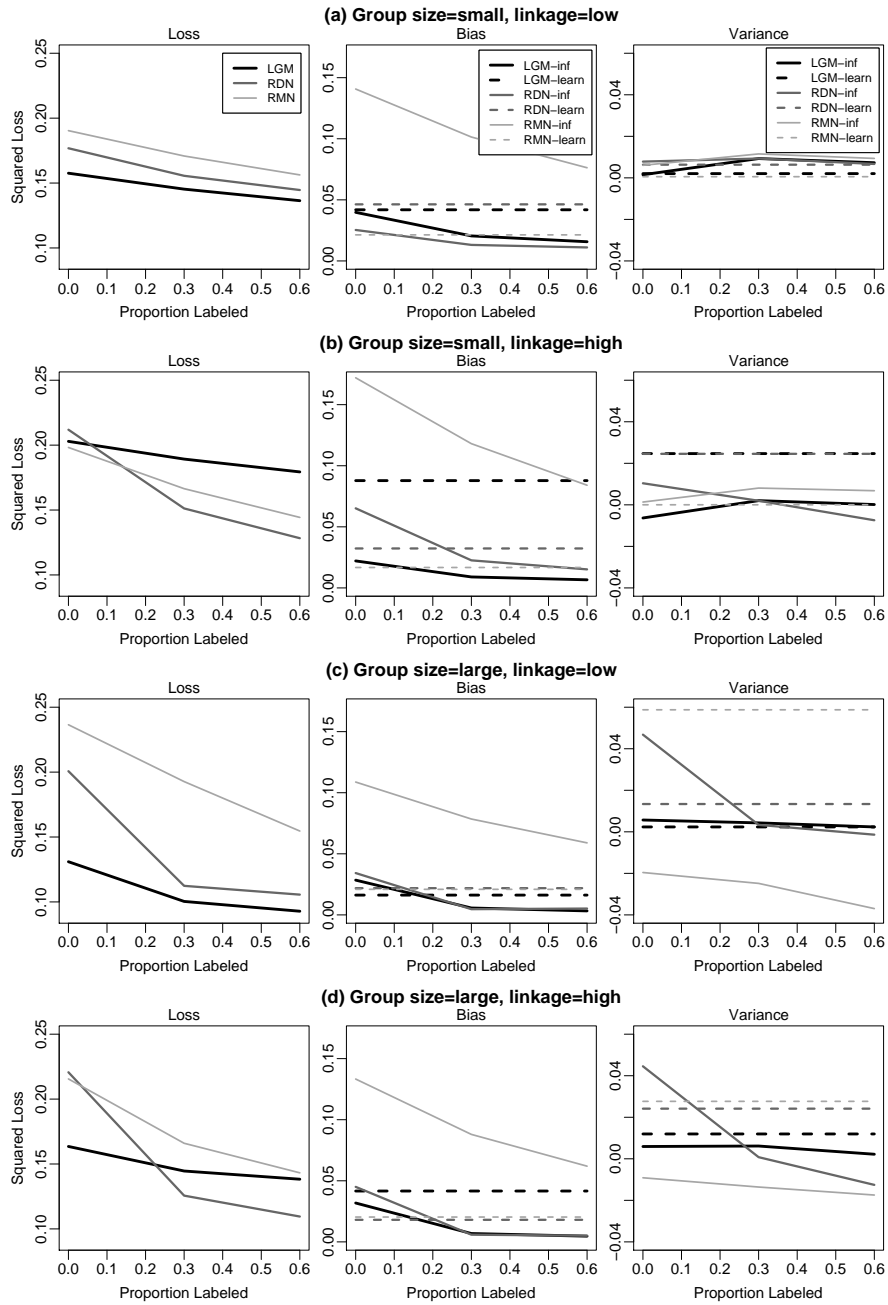 (a) Group size=small, linkage=low
Loss
Bias
Variance
Squared Loss
0.10 0.15 0.20 0.25
LGM
RDN
RMN
0.0 0.1 0.2 0.3 0.4 0.5 0.6
Proportion Labeled
0.00 0.05 0.10 0.15
LGM−inf
LGM−learn
RDN−inf
RDN−learn
RMN−inf
RMN−learn
0.0 0.1 0.2 0.3 0.4 0.5 0.6
Proportion Labeled
−0.04 0.00 0.04
LGM−inf
LGM−learn
RDN−inf
RDN−learn
RMN−inf
RMN−learn
0.0 0.1 0.2 0.3 0.4 0.5 0.6
Proportion Labeled
(b) Group size=small, linkage=high
Loss
Bias
Variance
Squared Loss
0.10 0.15 0.20 0.25
0.0 0.1 0.2 0.3 0.4 0.5 0.6
Proportion Labeled
0.00 0.05 0.10 0.15
0.0 0.1 0.2 0.3 0.4 0.5 0.6
Proportion Labeled
−0.04 0.00 0.04
0.0 0.1 0.2 0.3 0.4 0.5 0.6
Proportion Labeled
(c) Group size=large, linkage=low
Loss
Bias
Variance
Squared Loss
0.10 0.15 0.20 0.25
0.0 0.1 0.2 0.3 0.4 0.5 0.6
Proportion Labeled
0.00 0.05 0.10 0.15
0.0 0.1 0.2 0.3 0.4 0.5 0.6
Proportion Labeled
−0.04 0.00 0.04
0.0 0.1 0.2 0.3 0.4 0.5 0.6
Proportion Labeled
(d) Group size=large, linkage=high
Loss
Bias
Variance
Squared Loss
0.10 0.15 0.20 0.25
0.0 0.1 0.2 0.3 0.4 0.5 0.6
Proportion Labeled
0.00 0.05 0.10 0.15
0.0 0.1 0.2 0.3 0.4 0.5 0.6
Proportion Labeled
−0.04 0.00 0.04
0.0 0.1 0.2 0.3 0.4 0.5 0.6
Proportion Labeled